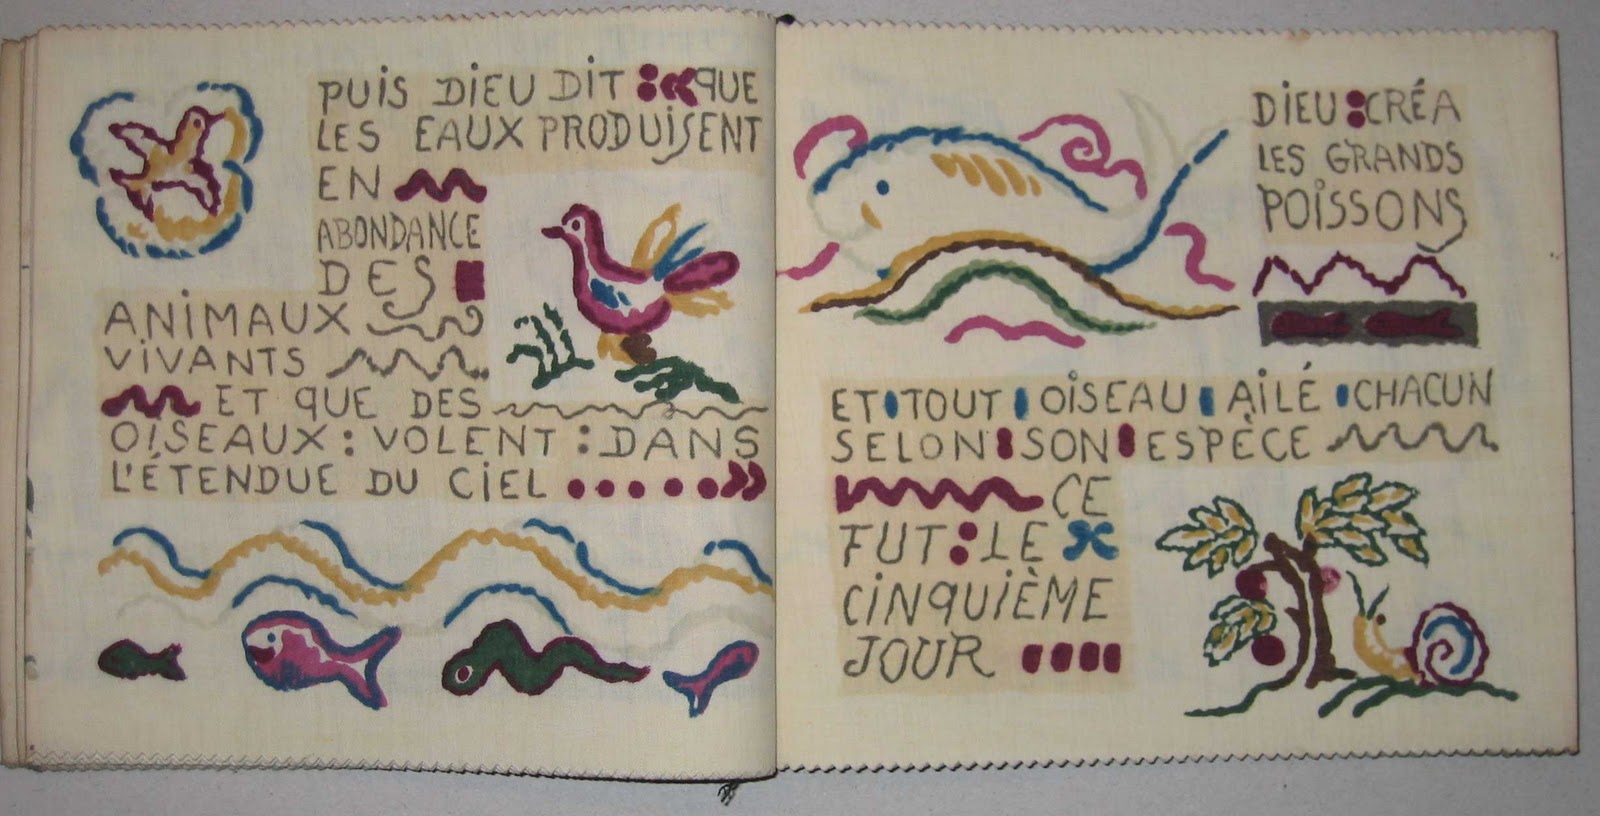 PUIS DIEU DIT : « QUE
LES EAUX PRODUISENT
EN
ABONDANCE
DES
ANIMAUX
VIVANTS
ET QUE DES
OISEAUX : VOLENT : DANS
L'ÉTENDUE DU CIEL ..... »
DIEU : CRÉA
LES GRANDS
POISSONS
ET TOUT OISEAU AILÉ CHACUN
SELON SON ESPÈCE
CE
FUT : LE
CINQUIÈME
JOUR